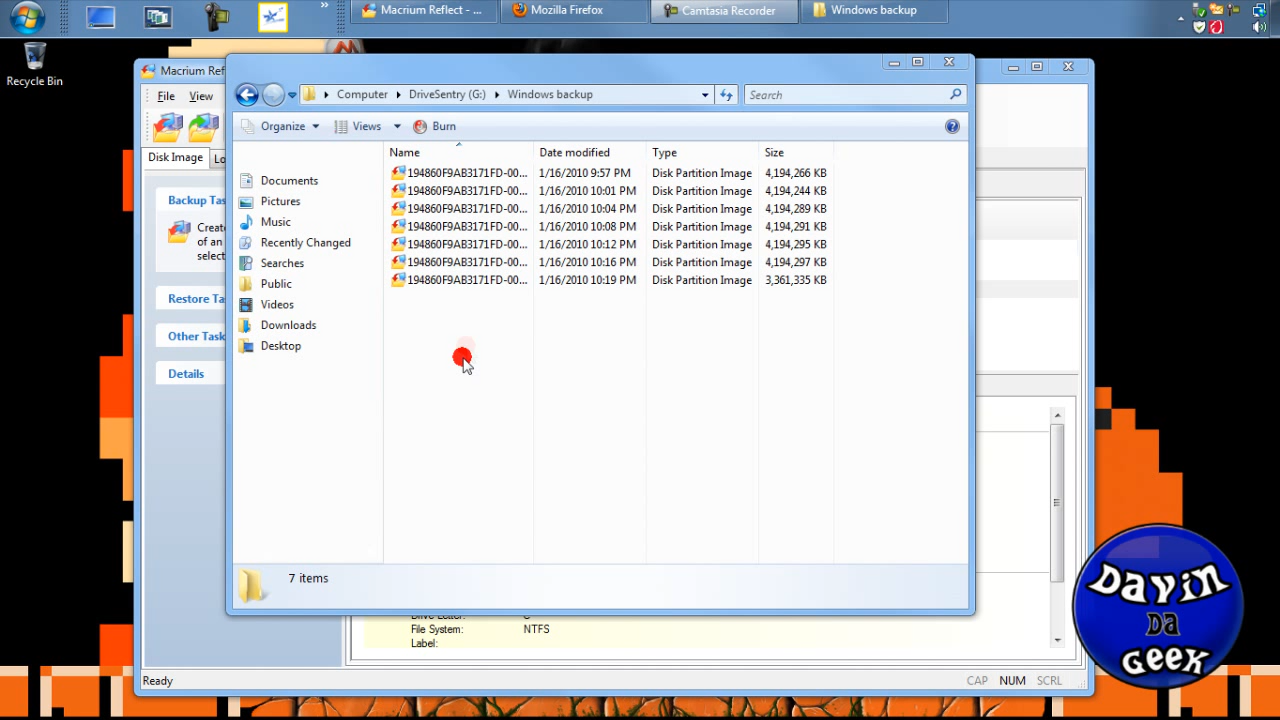 Macrium Reflect - ...
Mozilla Firefox
Camtasia Recorder
Windows backup
Recycle Bin
Macrium Ref
File View
Disk Image Lo
Backup Tas
Create
of an
select
Restore Ta
Other Task
Details
Computer DriveSentry (G:) Windows backup
Search
Organize Views Burn
Name Date modified Type Size
194860F9AB3171FD-00... 1/16/2010 9:57 PM Disk Partition Image 4,194,266 KB
194860F9AB3171FD-00... 1/16/2010 10:01 PM Disk Partition Image 4,194,244 KB
194860F9AB3171FD-00... 1/16/2010 10:04 PM Disk Partition Image 4,194,289 KB
194860F9AB3171FD-00... 1/16/2010 10:08 PM Disk Partition Image 4,194,291 KB
194860F9AB3171FD-00... 1/16/2010 10:12 PM Disk Partition Image 4,194,295 KB
194860F9AB3171FD-00... 1/16/2010 10:16 PM Disk Partition Image 4,194,297 KB
194860F9AB3171FD-00... 1/16/2010 10:19 PM Disk Partition Image 3,361,335 KB
Documents
Pictures
Music
Recently Changed
Searches
Public
Videos
Downloads
Desktop
7 items
File System: NTFS
Label:
Ready
CAP NUM SCRL
Davin
Da
Geek